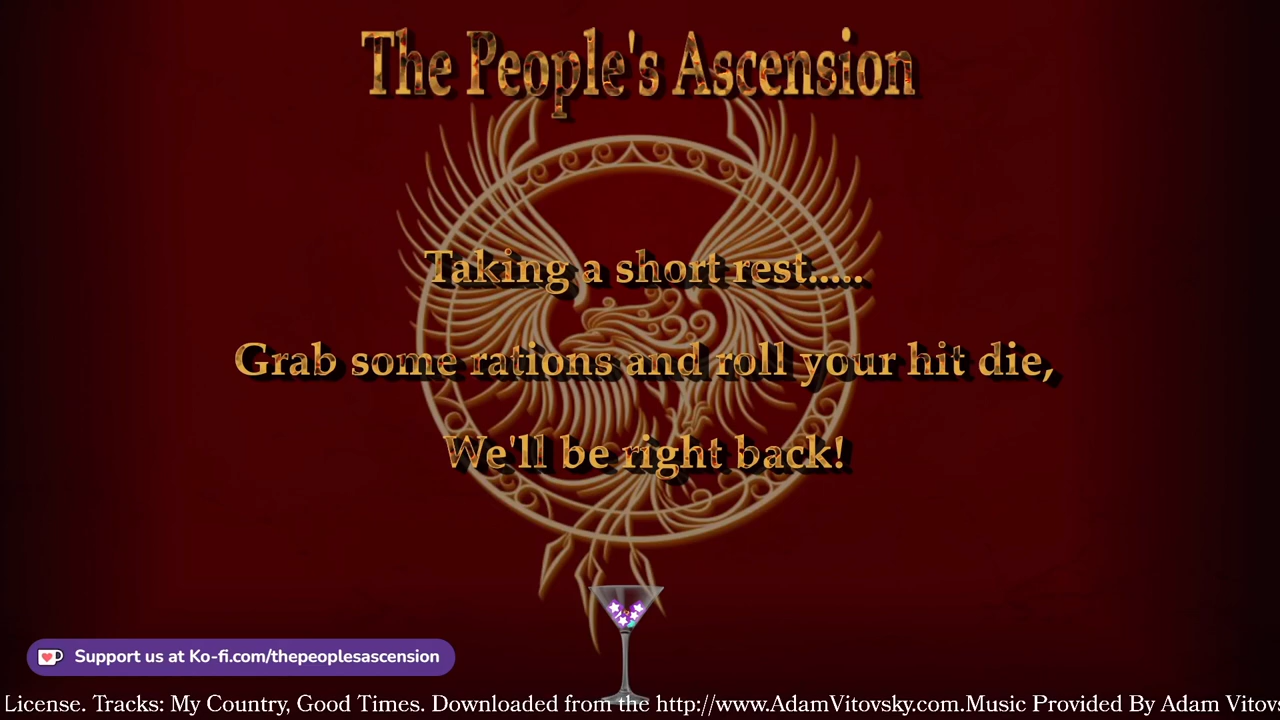 The People's Ascension
Taking a short rest.....
Grab some rations and roll your hit die,
We'll be right back!
Support us at Ko-fi.com/thepeoplesascension
License. Tracks: My Country, Good Times. Downloaded from the http://www.AdamVitovsky.com.Music Provided By Adam Vitovs